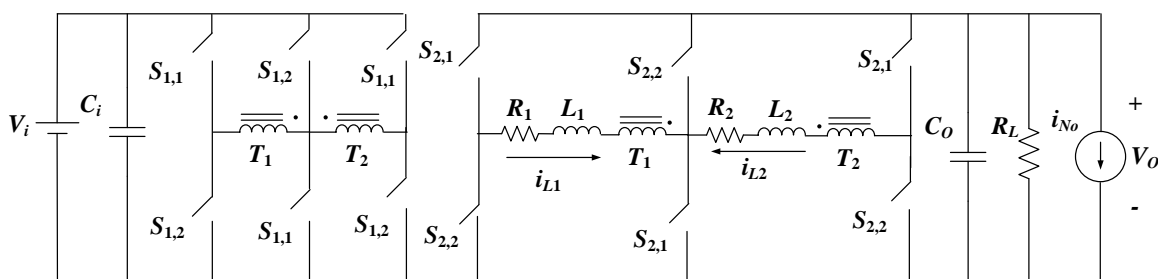 S1,1 S1,2 S1,1 S2,1 S2,2 S2,1
Vi Ci R1 L1 R2 L2 CO RL iNo +
T1 T2 T1 T2 VO
iL1 iL2
S1,2 S1,1 S1,2 S2,2 S2,1 S2,2 -